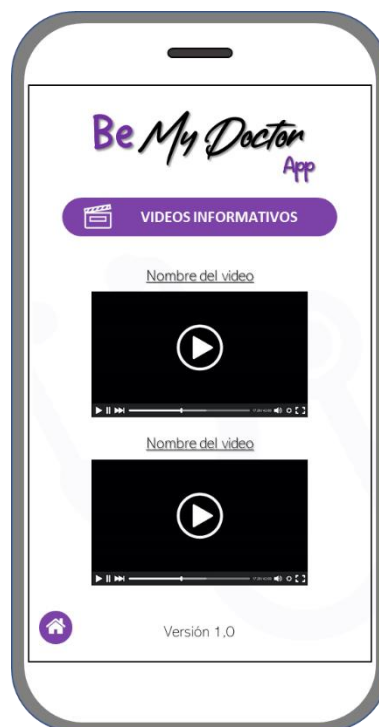 Be My Doctor
App
VIDEOS INFORMATIVOS
Nombre del video
Nombre del video
Versión 1.0